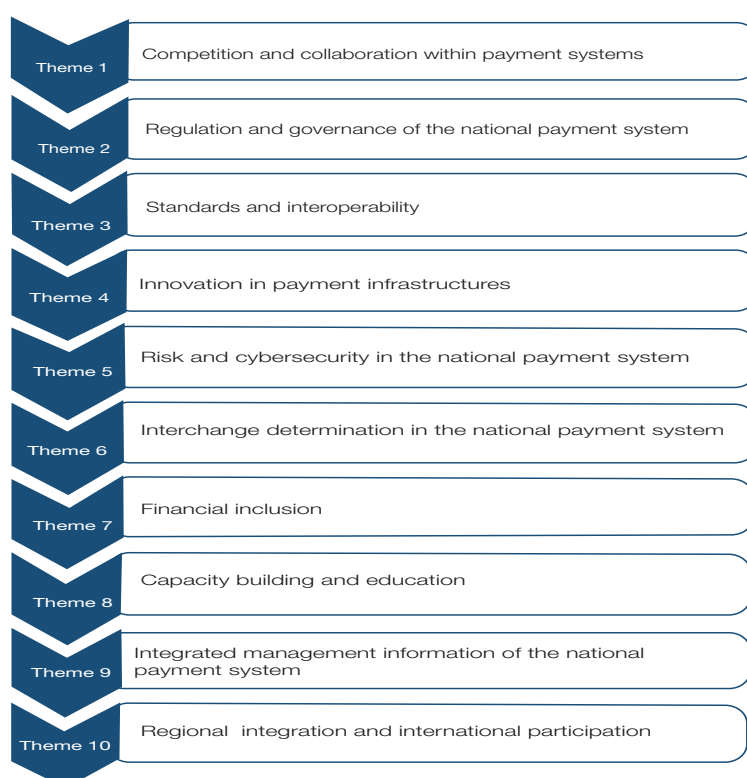 Theme 1
Competition and collaboration within payment systems
Theme 2
Regulation and governance of the national payment system
Theme 3
Standards and interoperability
Theme 4
Innovation in payment infrastructures
Theme 5
Risk and cybersecurity in the national payment system
Theme 6
Interchange determination in the national payment system
Theme 7
Financial inclusion
Theme 8
Capacity building and education
Theme 9
Integrated management information of the national
payment system
Theme 10
Regional integration and international participation